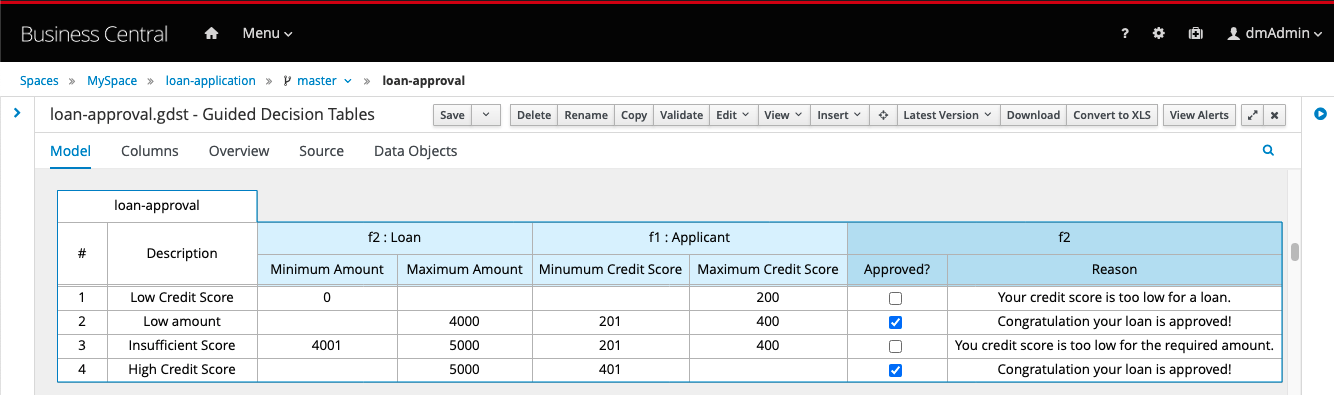 Business Central Menu ? dmAdmin
Spaces » MySpace » loan-application » master » loan-approval
loan-approval.gdst - Guided Decision Tables Save Delete Rename Copy Validate Edit View Insert Latest Version Download Convert to XLS View Alerts
Model Columns Overview Source Data Objects
loan-approval
# Description f2 : Loan f1 : Applicant f2
Minimum Amount Maximum Amount Minumum Credit Score Maximum Credit Score Approved? Reason
1 Low Credit Score 0 200 Your credit score is too low for a loan.
2 Low amount 4000 201 400 Congratulation your loan is approved!
3 Insufficient Score 4001 5000 201 400 You credit score is too low for the required amount.
4 High Credit Score 5000 401 Congratulation your loan is approved!